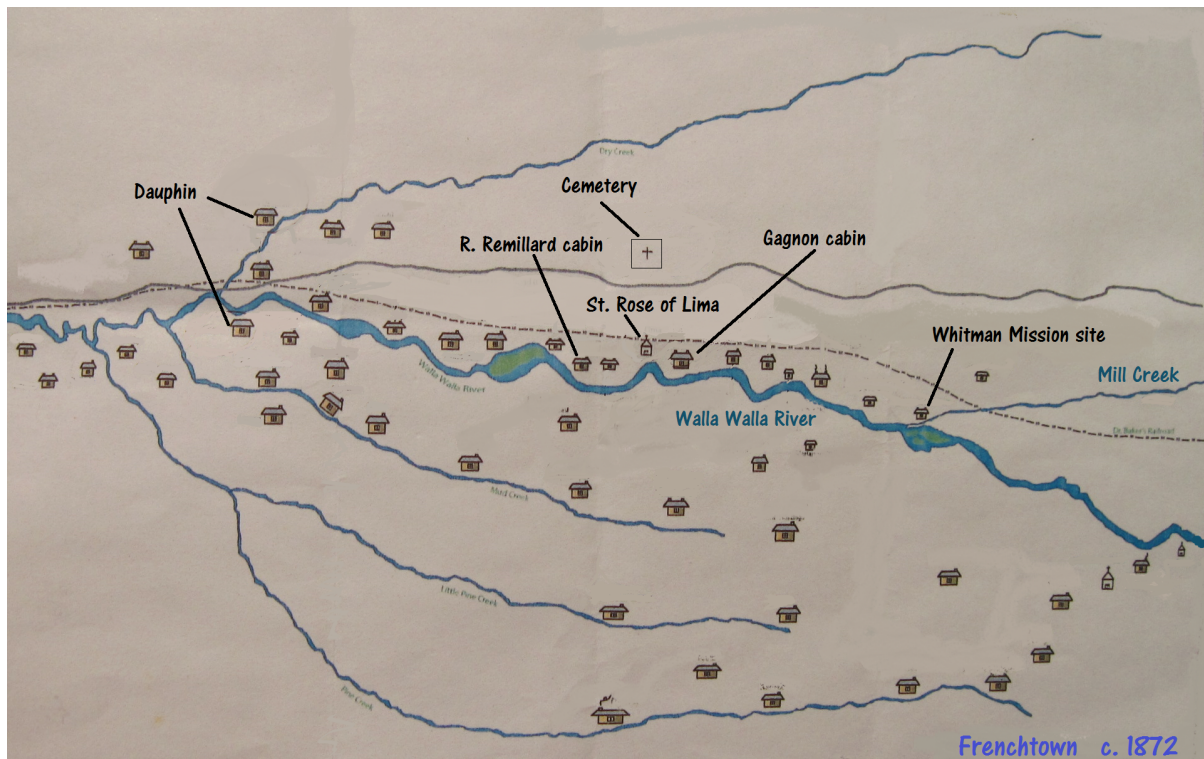 Dry Creek
Cemetery
Dauphin
R. Remillard cabin
Gagnon cabin
St. Rose of Lima
Whitman Mission site
Mill Creek
Walla Walla River
Walla Walla River
Dr. Baker's Railroad
Mud Creek
Little Pine Creek
Pine Creek
Frenchtown c. 1872